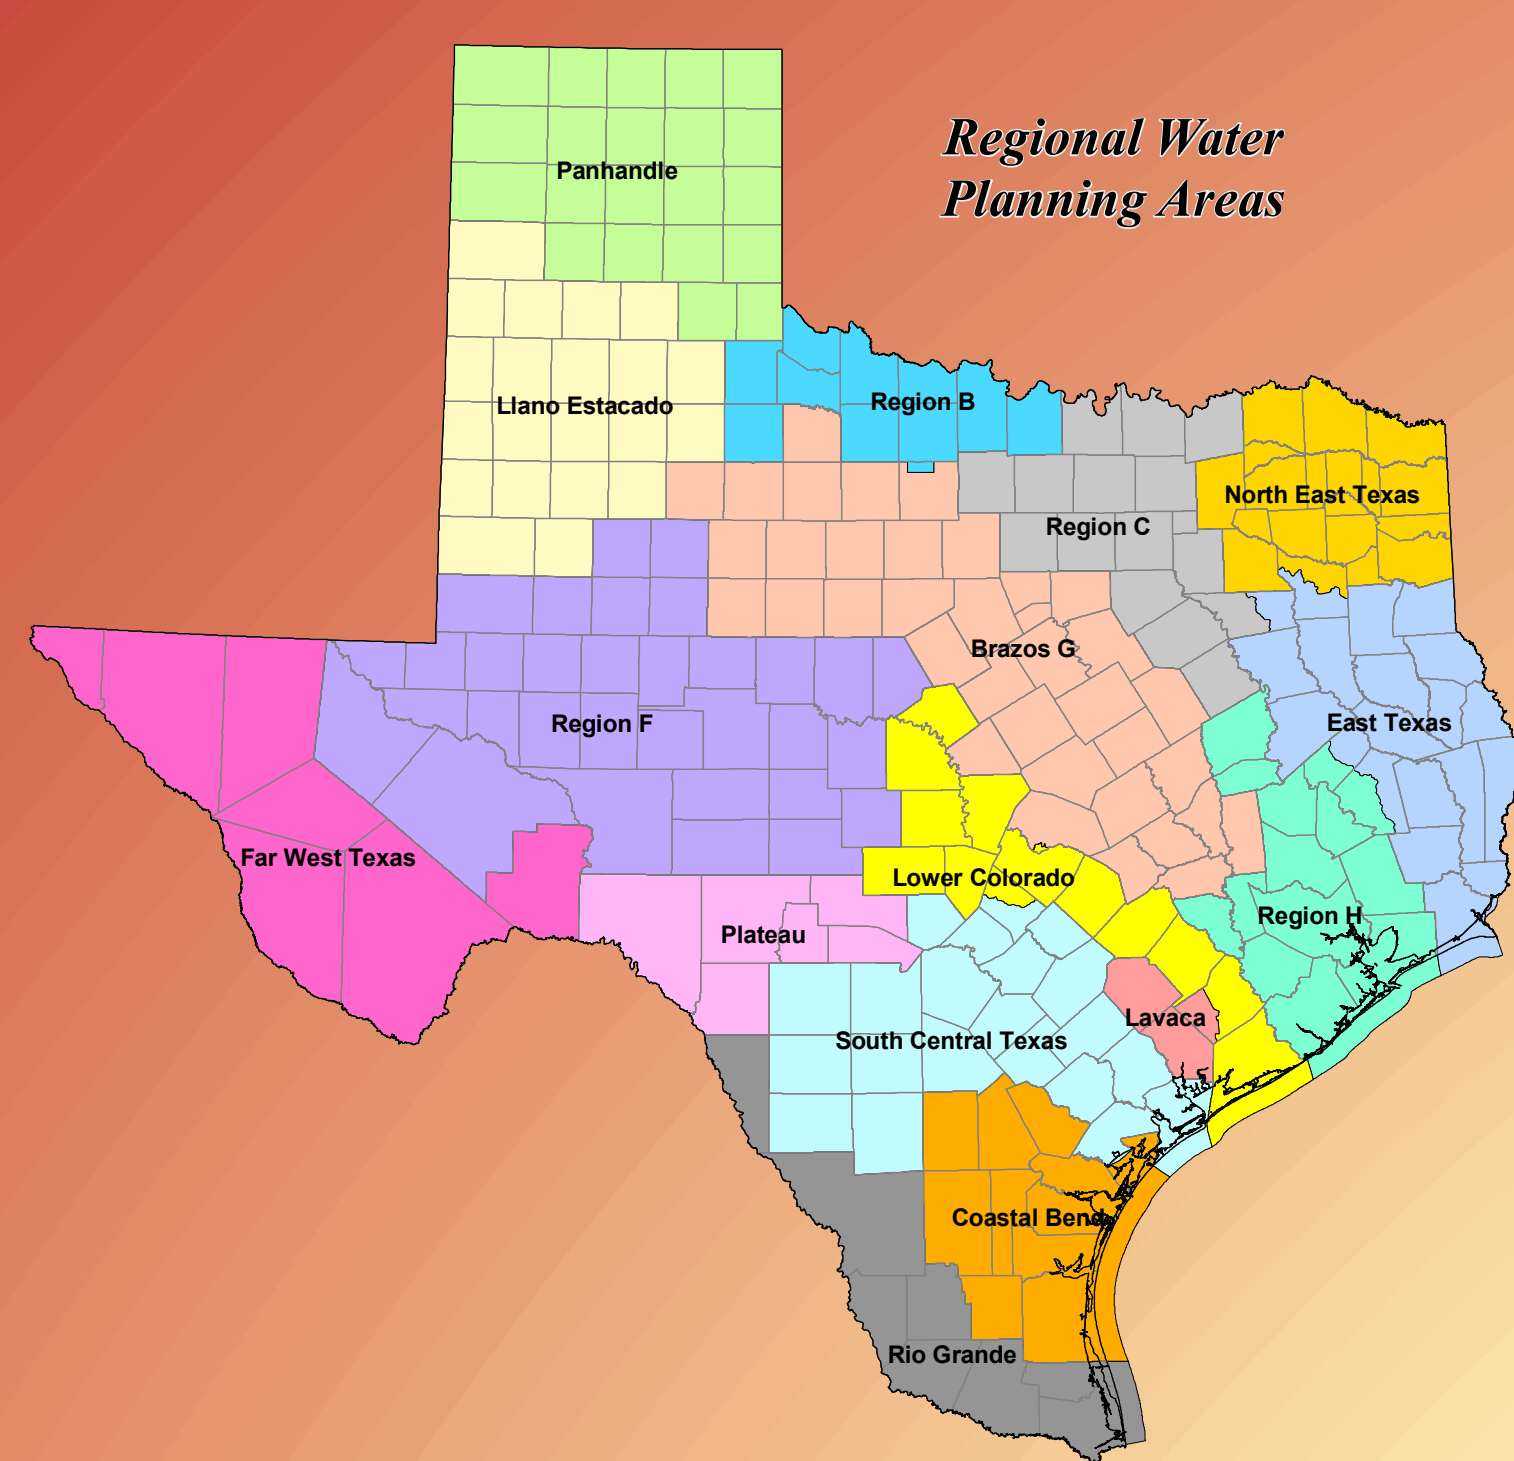 Regional Water
Planning Areas
Panhandle
Llano Estacado
Region B
North East Texas
Region C
Brazos G
Region F
East Texas
Far West Texas
Lower Colorado
Region H
Plateau
Lavaca
South Central Texas
Coastal Bend
Rio Grande